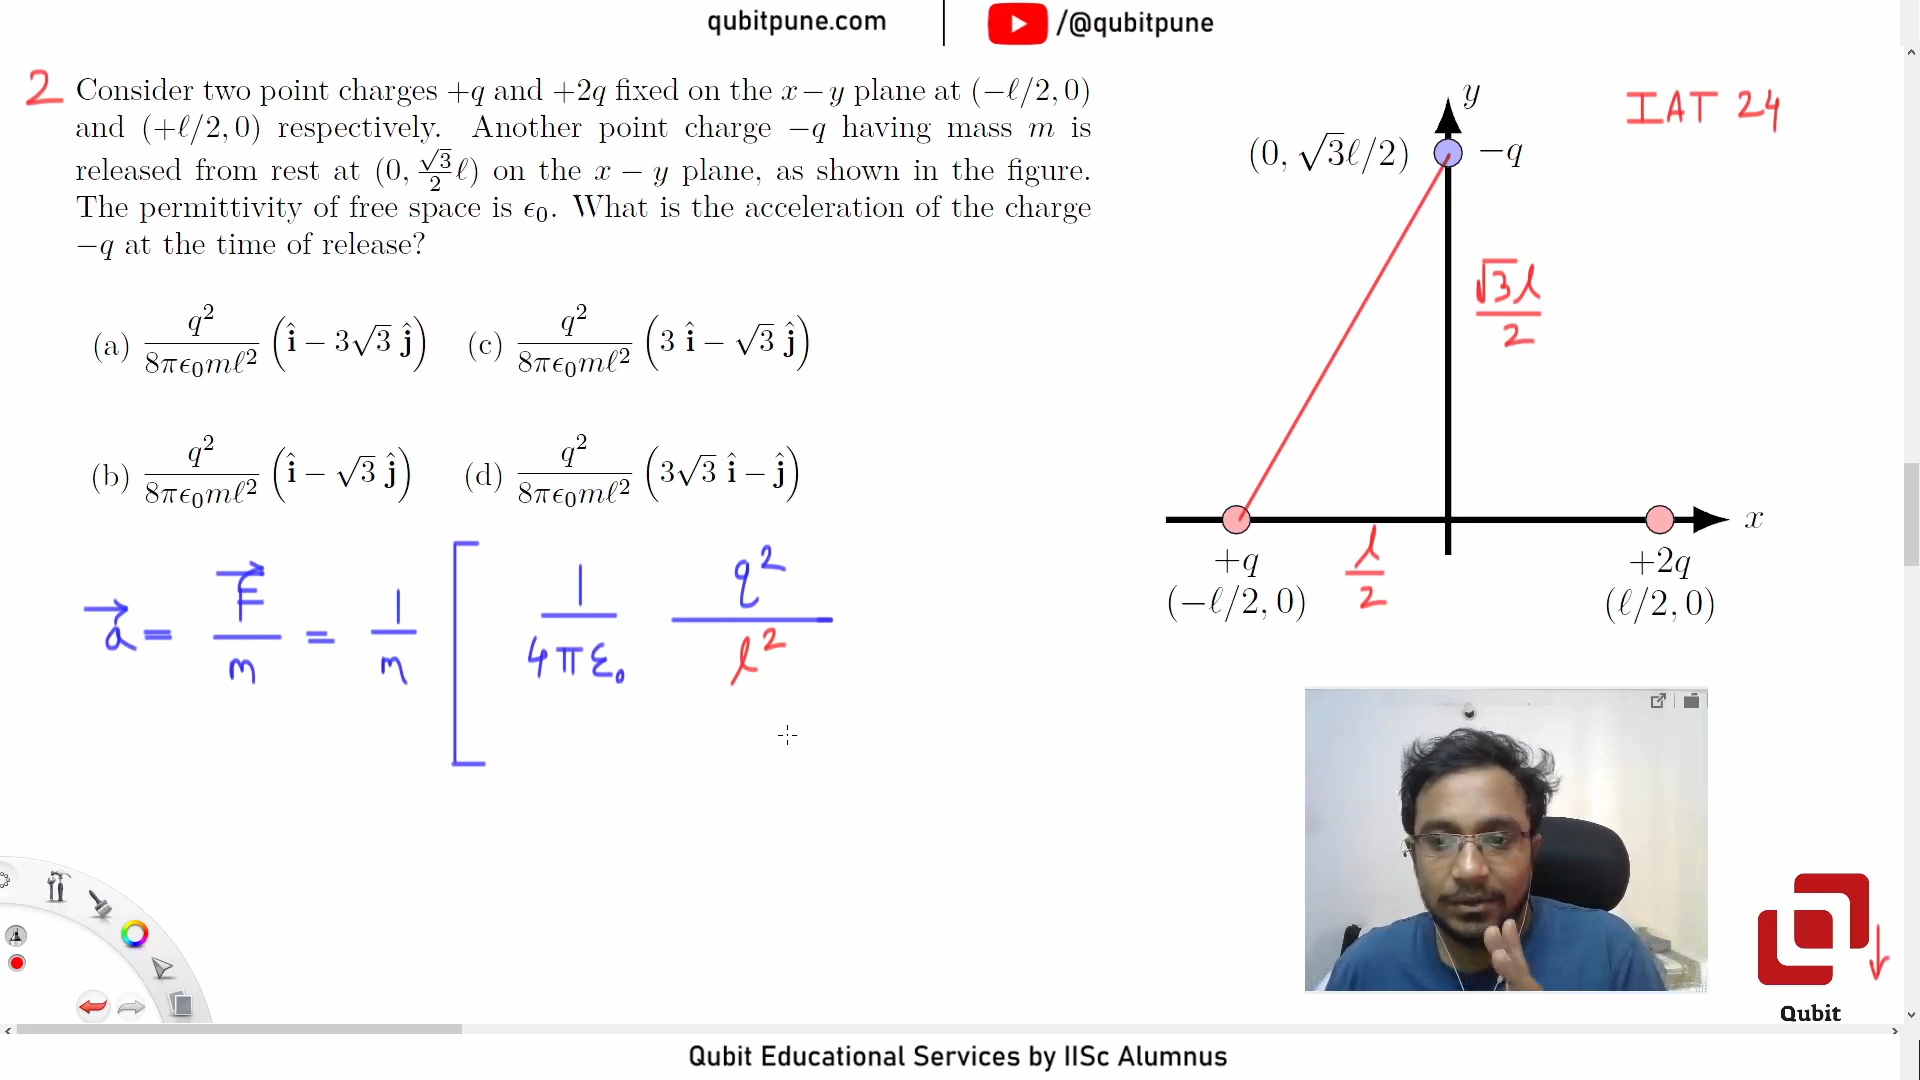 qubitpune.com | /@qubitpune
2 Consider two point charges +q and +2q fixed on the x−y plane at (−ℓ/2, 0)
and (+ℓ/2, 0) respectively. Another point charge −q having mass m is
released from rest at (0, √3/2 ℓ) on the x − y plane, as shown in the figure.
The permittivity of free space is ϵ₀. What is the acceleration of the charge
−q at the time of release?
(a) q²/8πϵ₀mℓ² (î − 3√3 ĵ) (c) q²/8πϵ₀mℓ² (3 î − √3 ĵ)
(b) q²/8πϵ₀mℓ² (î − √3 ĵ) (d) q²/8πϵ₀mℓ² (3√3 î − ĵ)
a⃗ = F⃗/m = 1/m [ 1/4πε₀ q²/l²
y
IAT 24
(0, √3ℓ/2) −q
√3l/2
x
+q l/2 +2q
(−ℓ/2, 0) (ℓ/2, 0)
Qubit
Qubit Educational Services by IISc Alumnus